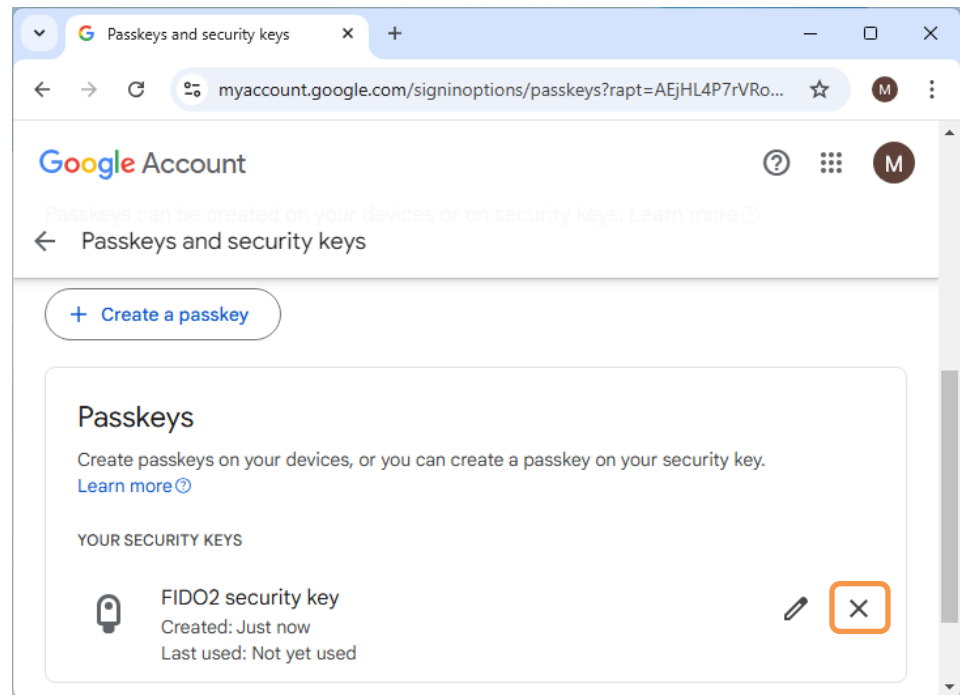 Passkeys and security keys
myaccount.google.com/signinoptions/passkeys?rapt=AEjHL4P7rVRo...
M
Google Account
M
Passkeys can be created on your devices or on security keys. Learn more
Passkeys and security keys
+ Create a passkey
Passkeys
Create passkeys on your devices, or you can create a passkey on your security key.
Learn more
YOUR SECURITY KEYS
FIDO2 security key
Created: Just now
Last used: Not yet used